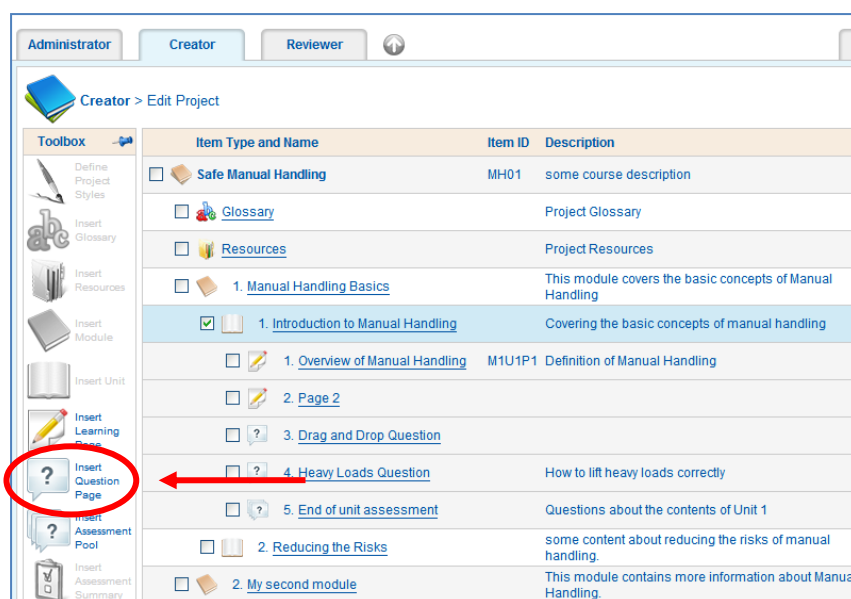 Administrator
Creator
Reviewer
Creator > Edit Project
Toolbox
Item Type and Name
Item ID
Description
Define
Project
Styles
Insert
Glossary
Insert
Resources
Insert
Module
Insert Unit
Insert
Learning
Page
Insert
Question
Page
Insert
Assessment
Pool
Insert
Assessment
Summary
Safe Manual Handling
MH01
some course description
Glossary
Project Glossary
Resources
Project Resources
1. Manual Handling Basics
This module covers the basic concepts of Manual
Handling
1. Introduction to Manual Handling
Covering the basic concepts of manual handling
1. Overview of Manual Handling
M1U1P1
Definition of Manual Handling
2. Page 2
3. Drag and Drop Question
4. Heavy Loads Question
How to lift heavy loads correctly
5. End of unit assessment
Questions about the contents of Unit 1
2. Reducing the Risks
some content about reducing the risks of manual
handling.
2. My second module
This module contains more information about Manua
Handling.